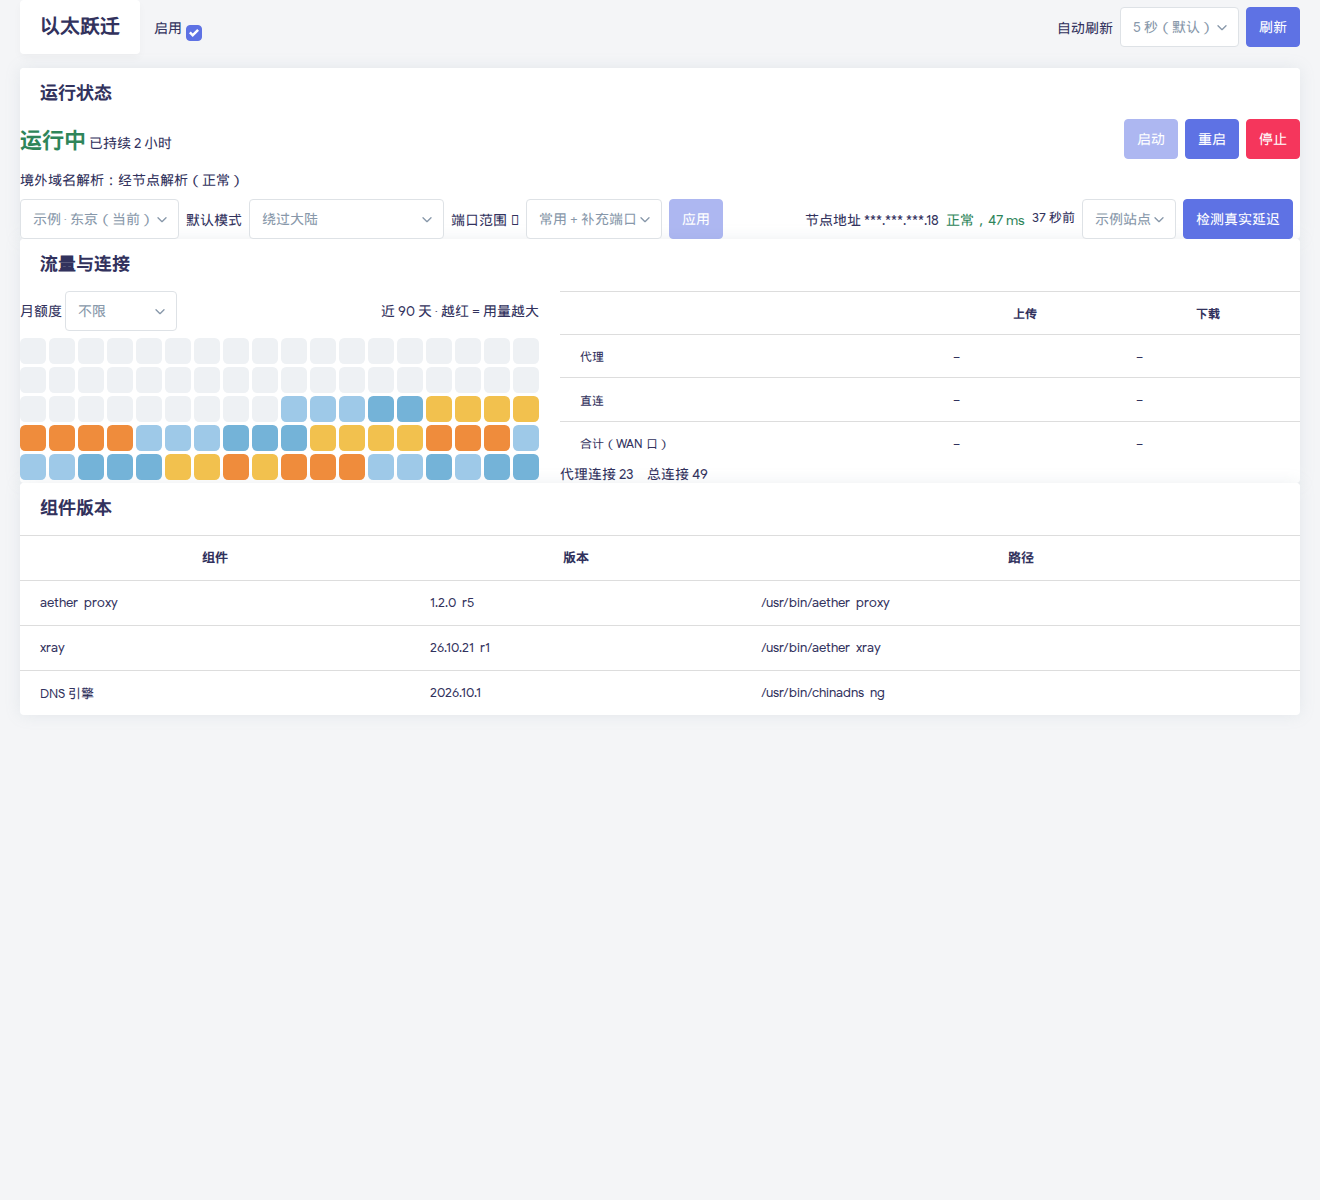 以太跃迁
启用
自动刷新 5 秒（默认） 刷新
运行状态
运行中 已持续 2 小时
启动 重启 停止
境外域名解析：经节点解析（正常）
示例 · 东京（当前） 默认模式 绕过大陆 端口范围 常用 + 补充端口 应用 节点地址 ***.***.***.18 正常，47 ms 37 秒前 示例站点 检测真实延迟
流量与连接
月额度 不限 近 90 天 · 越红 = 用量越大
上传 下载
代理 – –
直连 – –
合计（WAN 口） – –
代理连接 23 总连接 49
组件版本
组件 版本 路径
aether proxy 1.2.0 r5 /usr/bin/aether proxy
xray 26.10.21 r1 /usr/bin/aether xray
DNS 引擎 2026.10.1 /usr/bin/chinadns ng